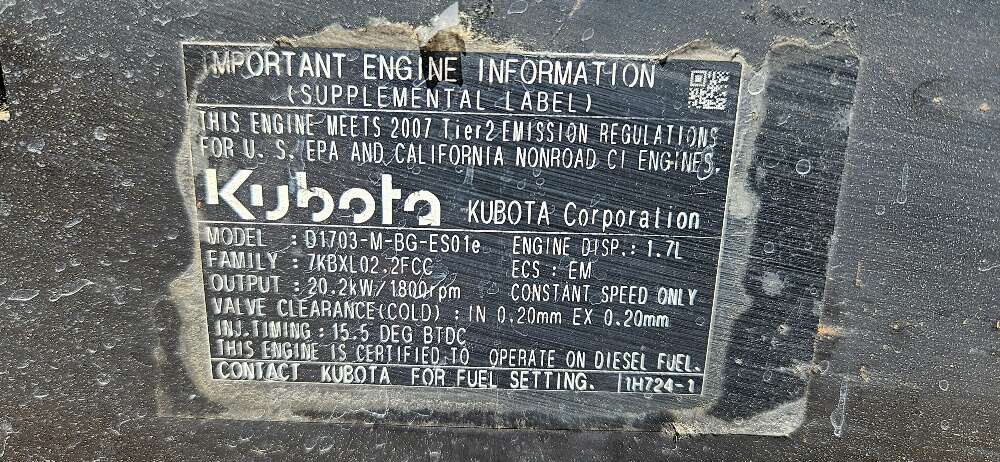 IMPORTANT ENGINE INFORMATION
(SUPPLEMENTAL LABEL)
THIS ENGINE MEETS 2007 Tier2 EMISSION REGULATIONS
FOR U. S. EPA AND CALIFORNIA NONROAD CI ENGINES.
Kubota KUBOTA Corporation
MODEL : D1703-M-BG-ES01e ENGINE DISP.: 1.7L
FAMILY : 7KBXL02.2FCC ECS : EM
OUTPUT : 20.2kW/1800rpm CONSTANT SPEED ONLY
VALVE CLEARANCE(COLD) : IN 0.20mm EX 0.20mm
INJ.TIMING : 15.5 DEG BTDC
THIS ENGINE IS CERTIFIED TO OPERATE ON DIESEL FUEL.
CONTACT KUBOTA FOR FUEL SETTING. 1H724-1